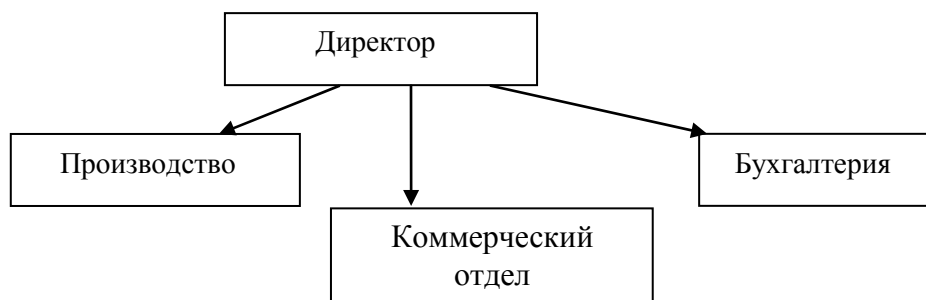 Директор
Производство
Бухгалтерия
Коммерческий
отдел